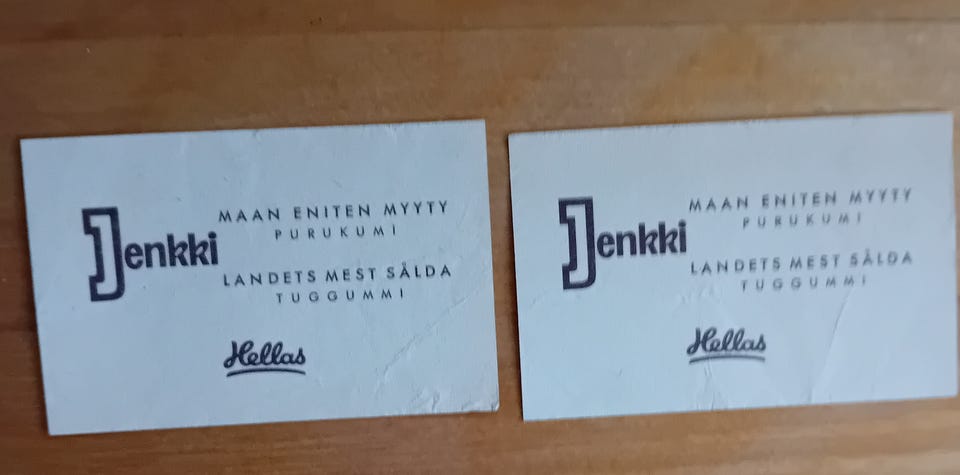 Jenkki
MAAN ENITEN MYYTY
PURUKUMI
LANDETS MEST SÅLDA
TUGGUMMI
Hellas
Jenkki
MAAN ENITEN MYYTY
PURUKUMI
LANDETS MEST SÅLDA
TUGGUMMI
Hellas